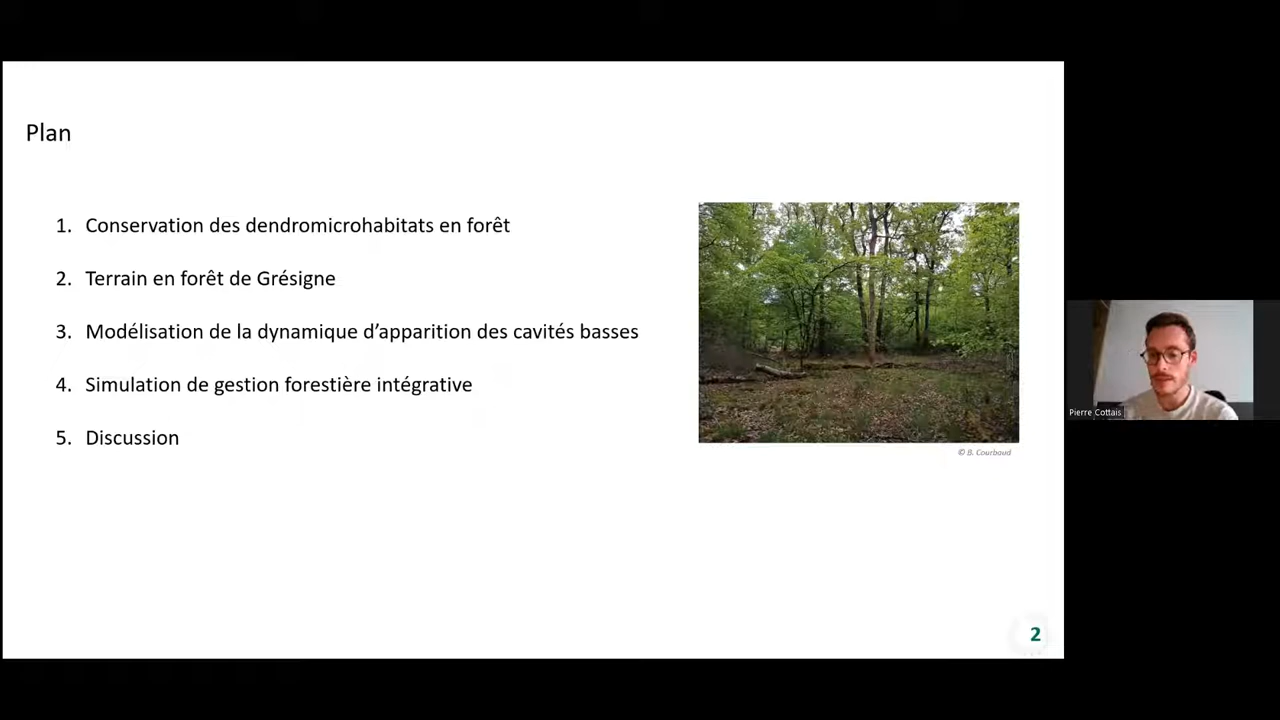 Plan
1. Conservation des dendromicrohabitats en forêt
2. Terrain en forêt de Grésigne
3. Modélisation de la dynamique d’apparition des cavités basses
4. Simulation de gestion forestière intégrative
5. Discussion
© B. Courbaud
Pierre Cottais
2